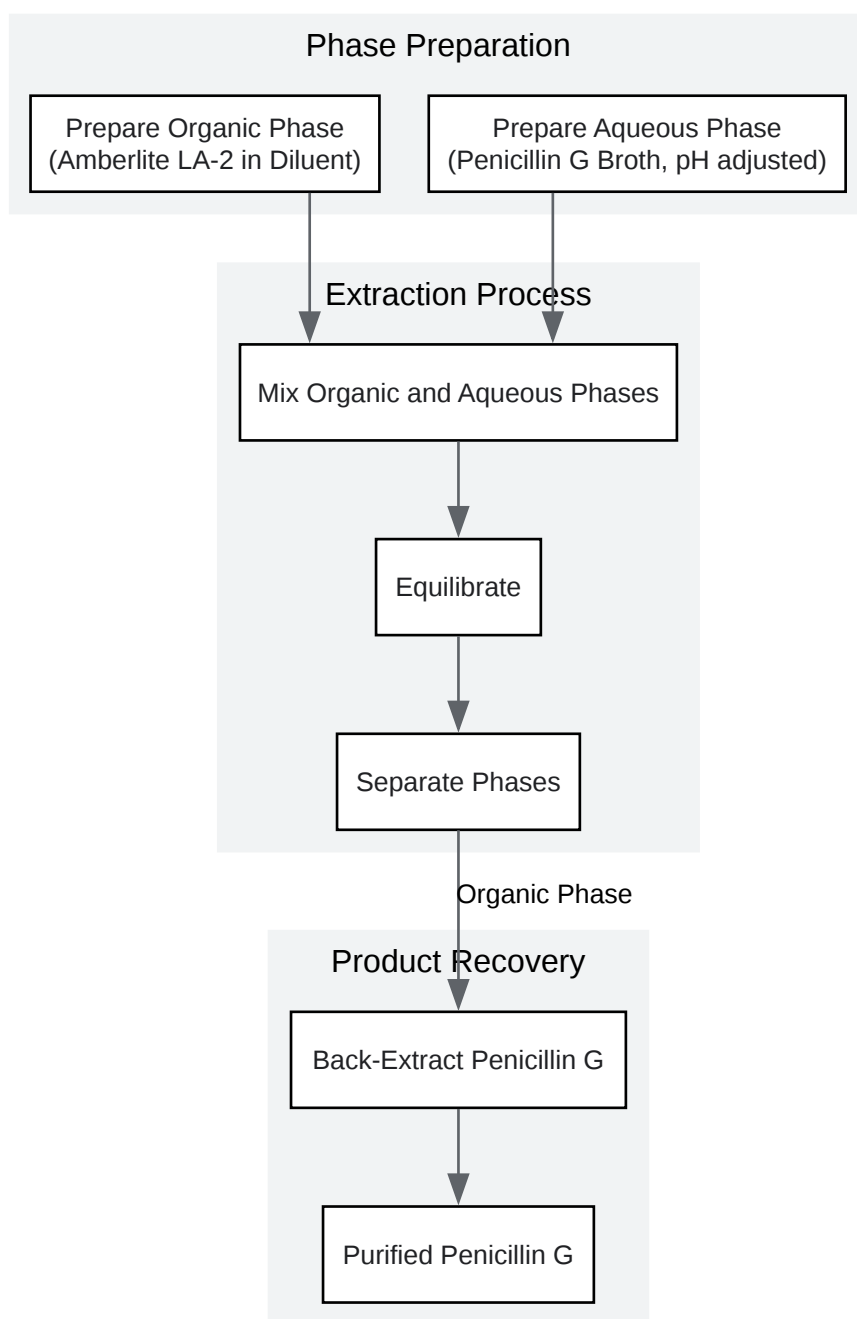 Phase Preparation
Prepare Organic Phase
(Amberlite LA-2 in Diluent)
Prepare Aqueous Phase
(Penicillin G Broth, pH adjusted)
Extraction Process
Mix Organic and Aqueous Phases
Equilibrate
Separate Phases
Organic Phase
Product Recovery
Back-Extract Penicillin G
Purified Penicillin G